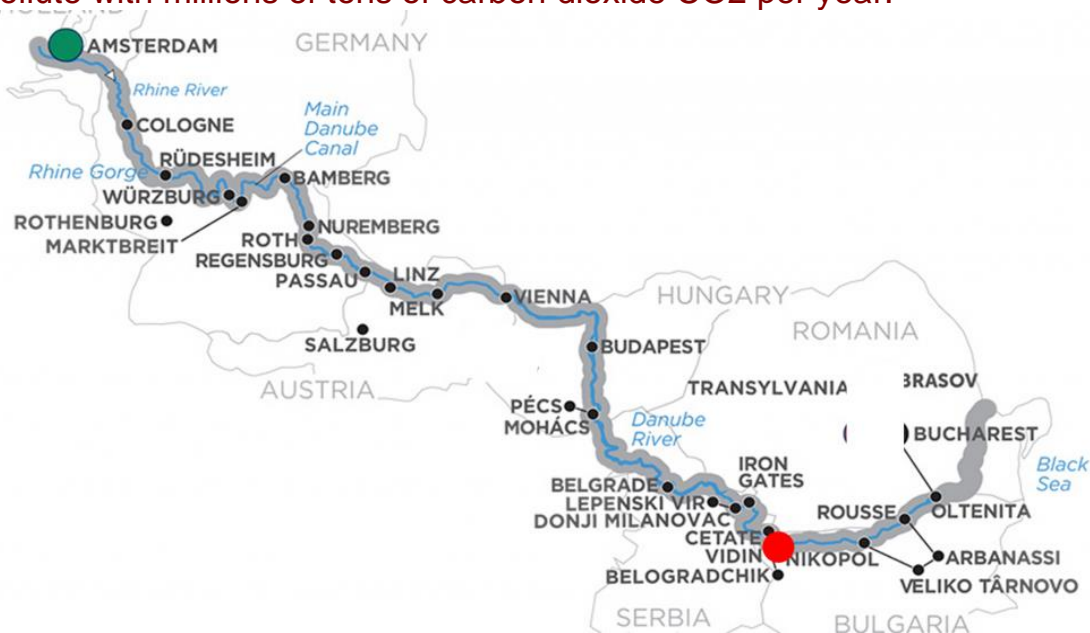 with millions of tons of carbon dioxide CO2 per year.
HOLLAND
AMSTERDAM
GERMANY
Rhine River
Main
Danube
Canal
COLOGNE
RÜDESHEIM
Rhine Gorge
BAMBERG
WÜRZBURG
ROTHENBURG
MARKTBREIT
NUREMBERG
ROTH
REGENSBURG
PASSAU
LINZ
MELK
VIENNA
HUNGARY
SALZBURG
ROMANIA
BUDAPEST
AUSTRIA
TRANSYLVANIA
BRASOV
PÉCS
MOHÁCS
Danube
River
BUCHAREST
IRON
GATES
Black
Sea
BELGRADE
LEPENSKI VIR
DONJI MILANOVAC
ROUSSE
OLTENITA
CETATE
VIDIN
NIKOPOL
ARBANASSI
BELOGRADCHIK
VELIKO TÂRNOVO
SERBIA
BULGARIA